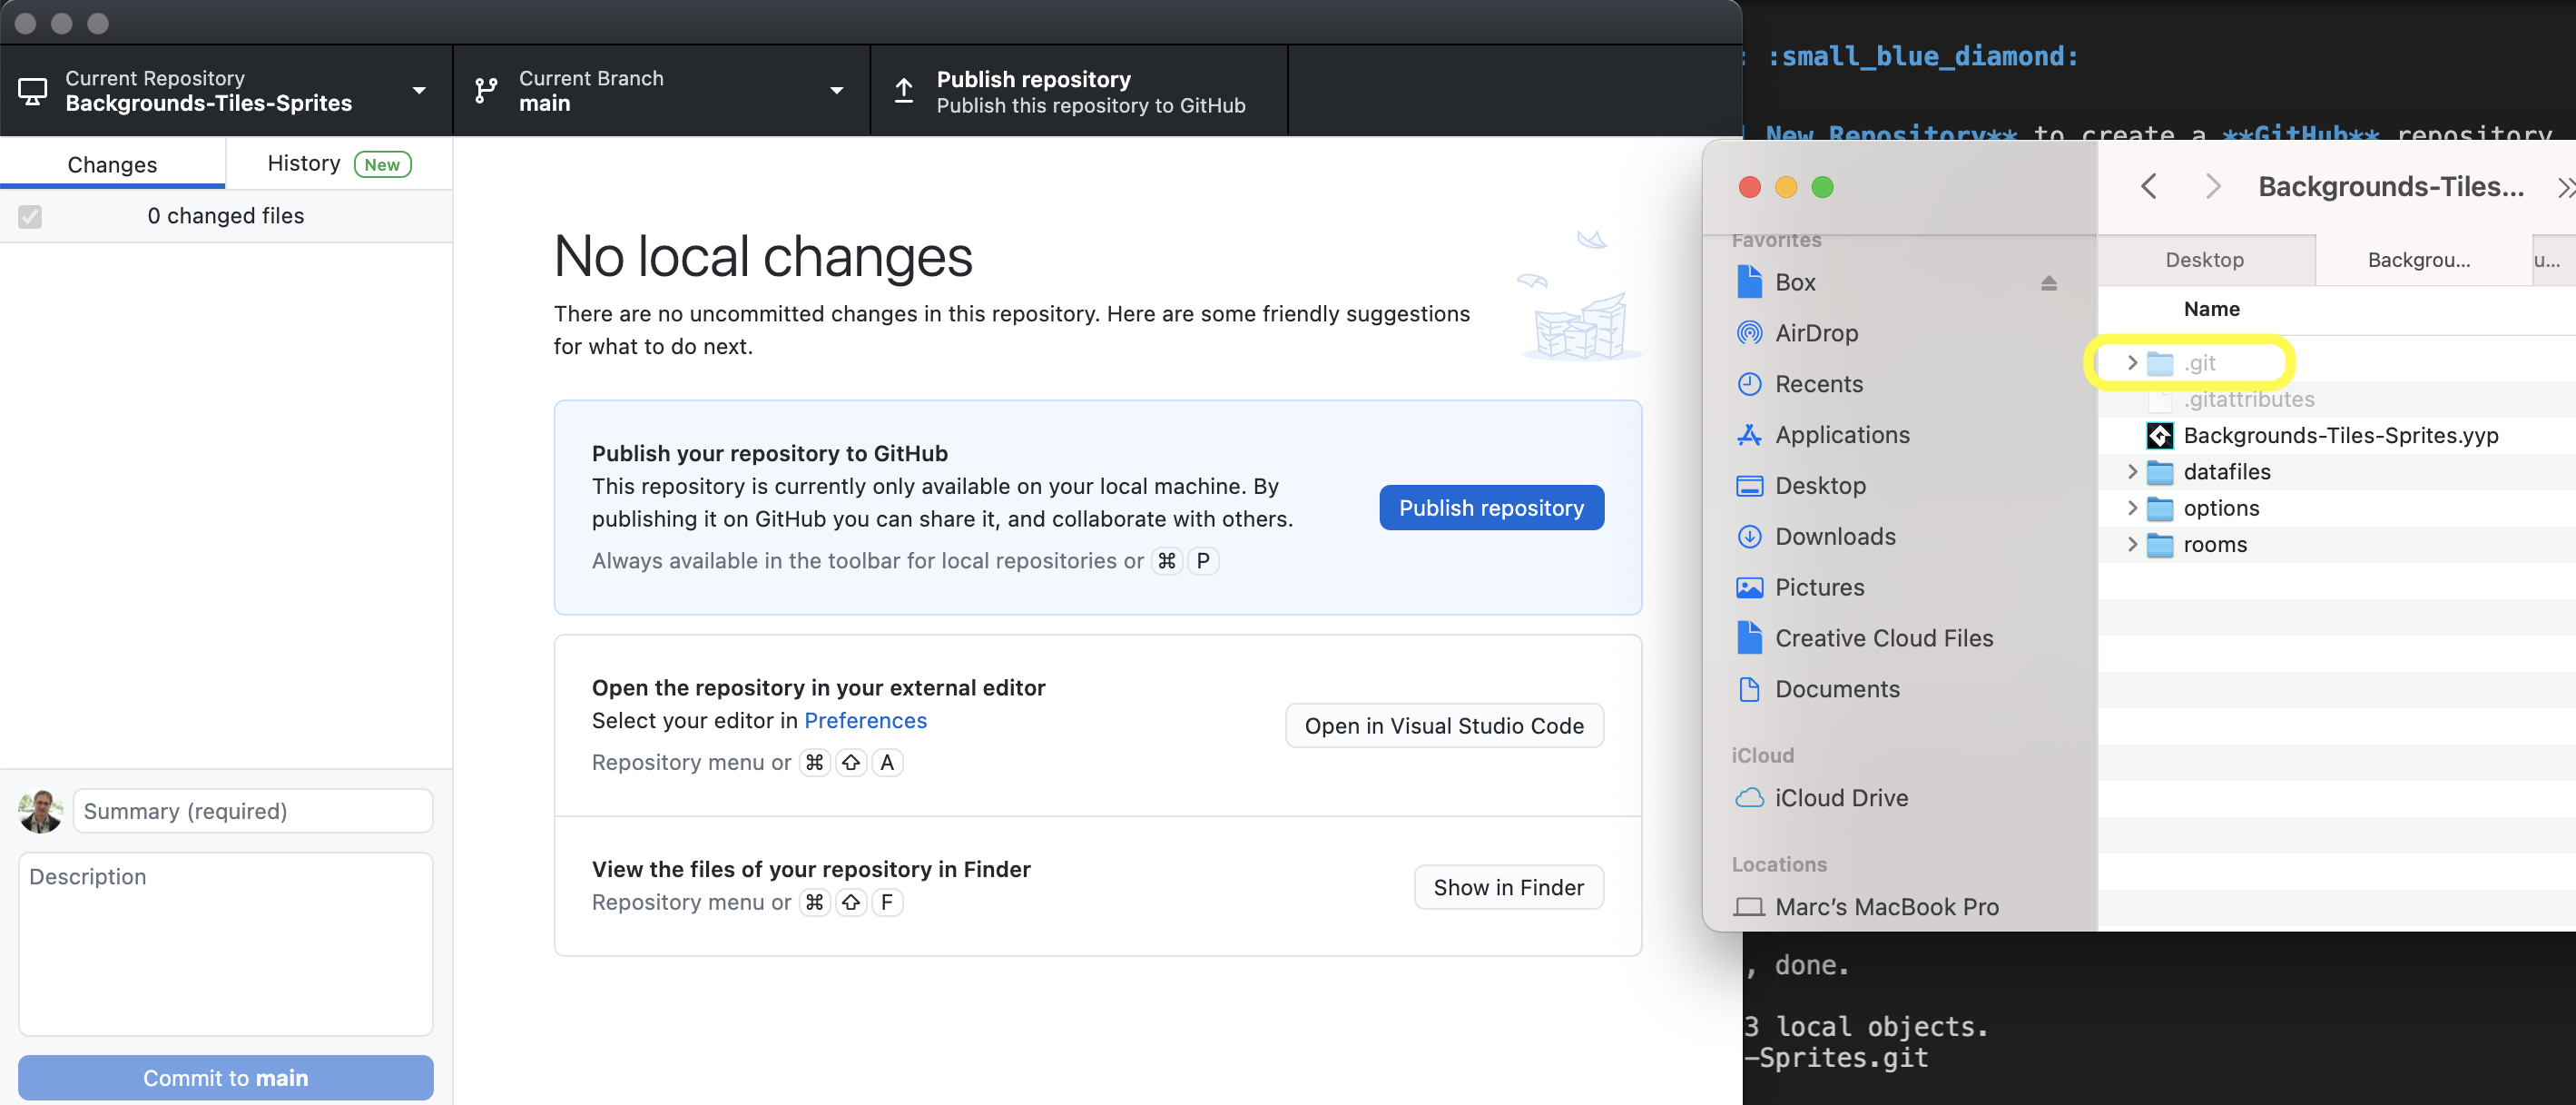 Current Repository
Backgrounds-Tiles-Sprites
Current Branch
main
Publish repository
Publish this repository to GitHub
Changes
History New
0 changed files
No local changes
There are no uncommitted changes in this repository. Here are some friendly suggestions
for what to do next.
Publish your repository to GitHub
This repository is currently only available on your local machine. By
publishing it on GitHub you can share it, and collaborate with others.
Always available in the toolbar for local repositories or ⌘ P
Publish repository
Open the repository in your external editor
Select your editor in Preferences
Repository menu or ⌘ ⇧ A
Open in Visual Studio Code
View the files of your repository in Finder
Repository menu or ⌘ ⇧ F
Show in Finder
Summary (required)
Description
Commit to main
:small_blue_diamond:
New Repository** to create a **GitHub** repository
Backgrounds-Tiles...
Favorites
Box
AirDrop
Recents
Applications
Desktop
Downloads
Pictures
Creative Cloud Files
Documents
iCloud
iCloud Drive
Locations
Marc’s MacBook Pro
Desktop
Backgrou...
u...
Name
.git
.gitattributes
Backgrounds-Tiles-Sprites.yyp
datafiles
options
rooms
, done.
3 local objects.
-Sprites.git